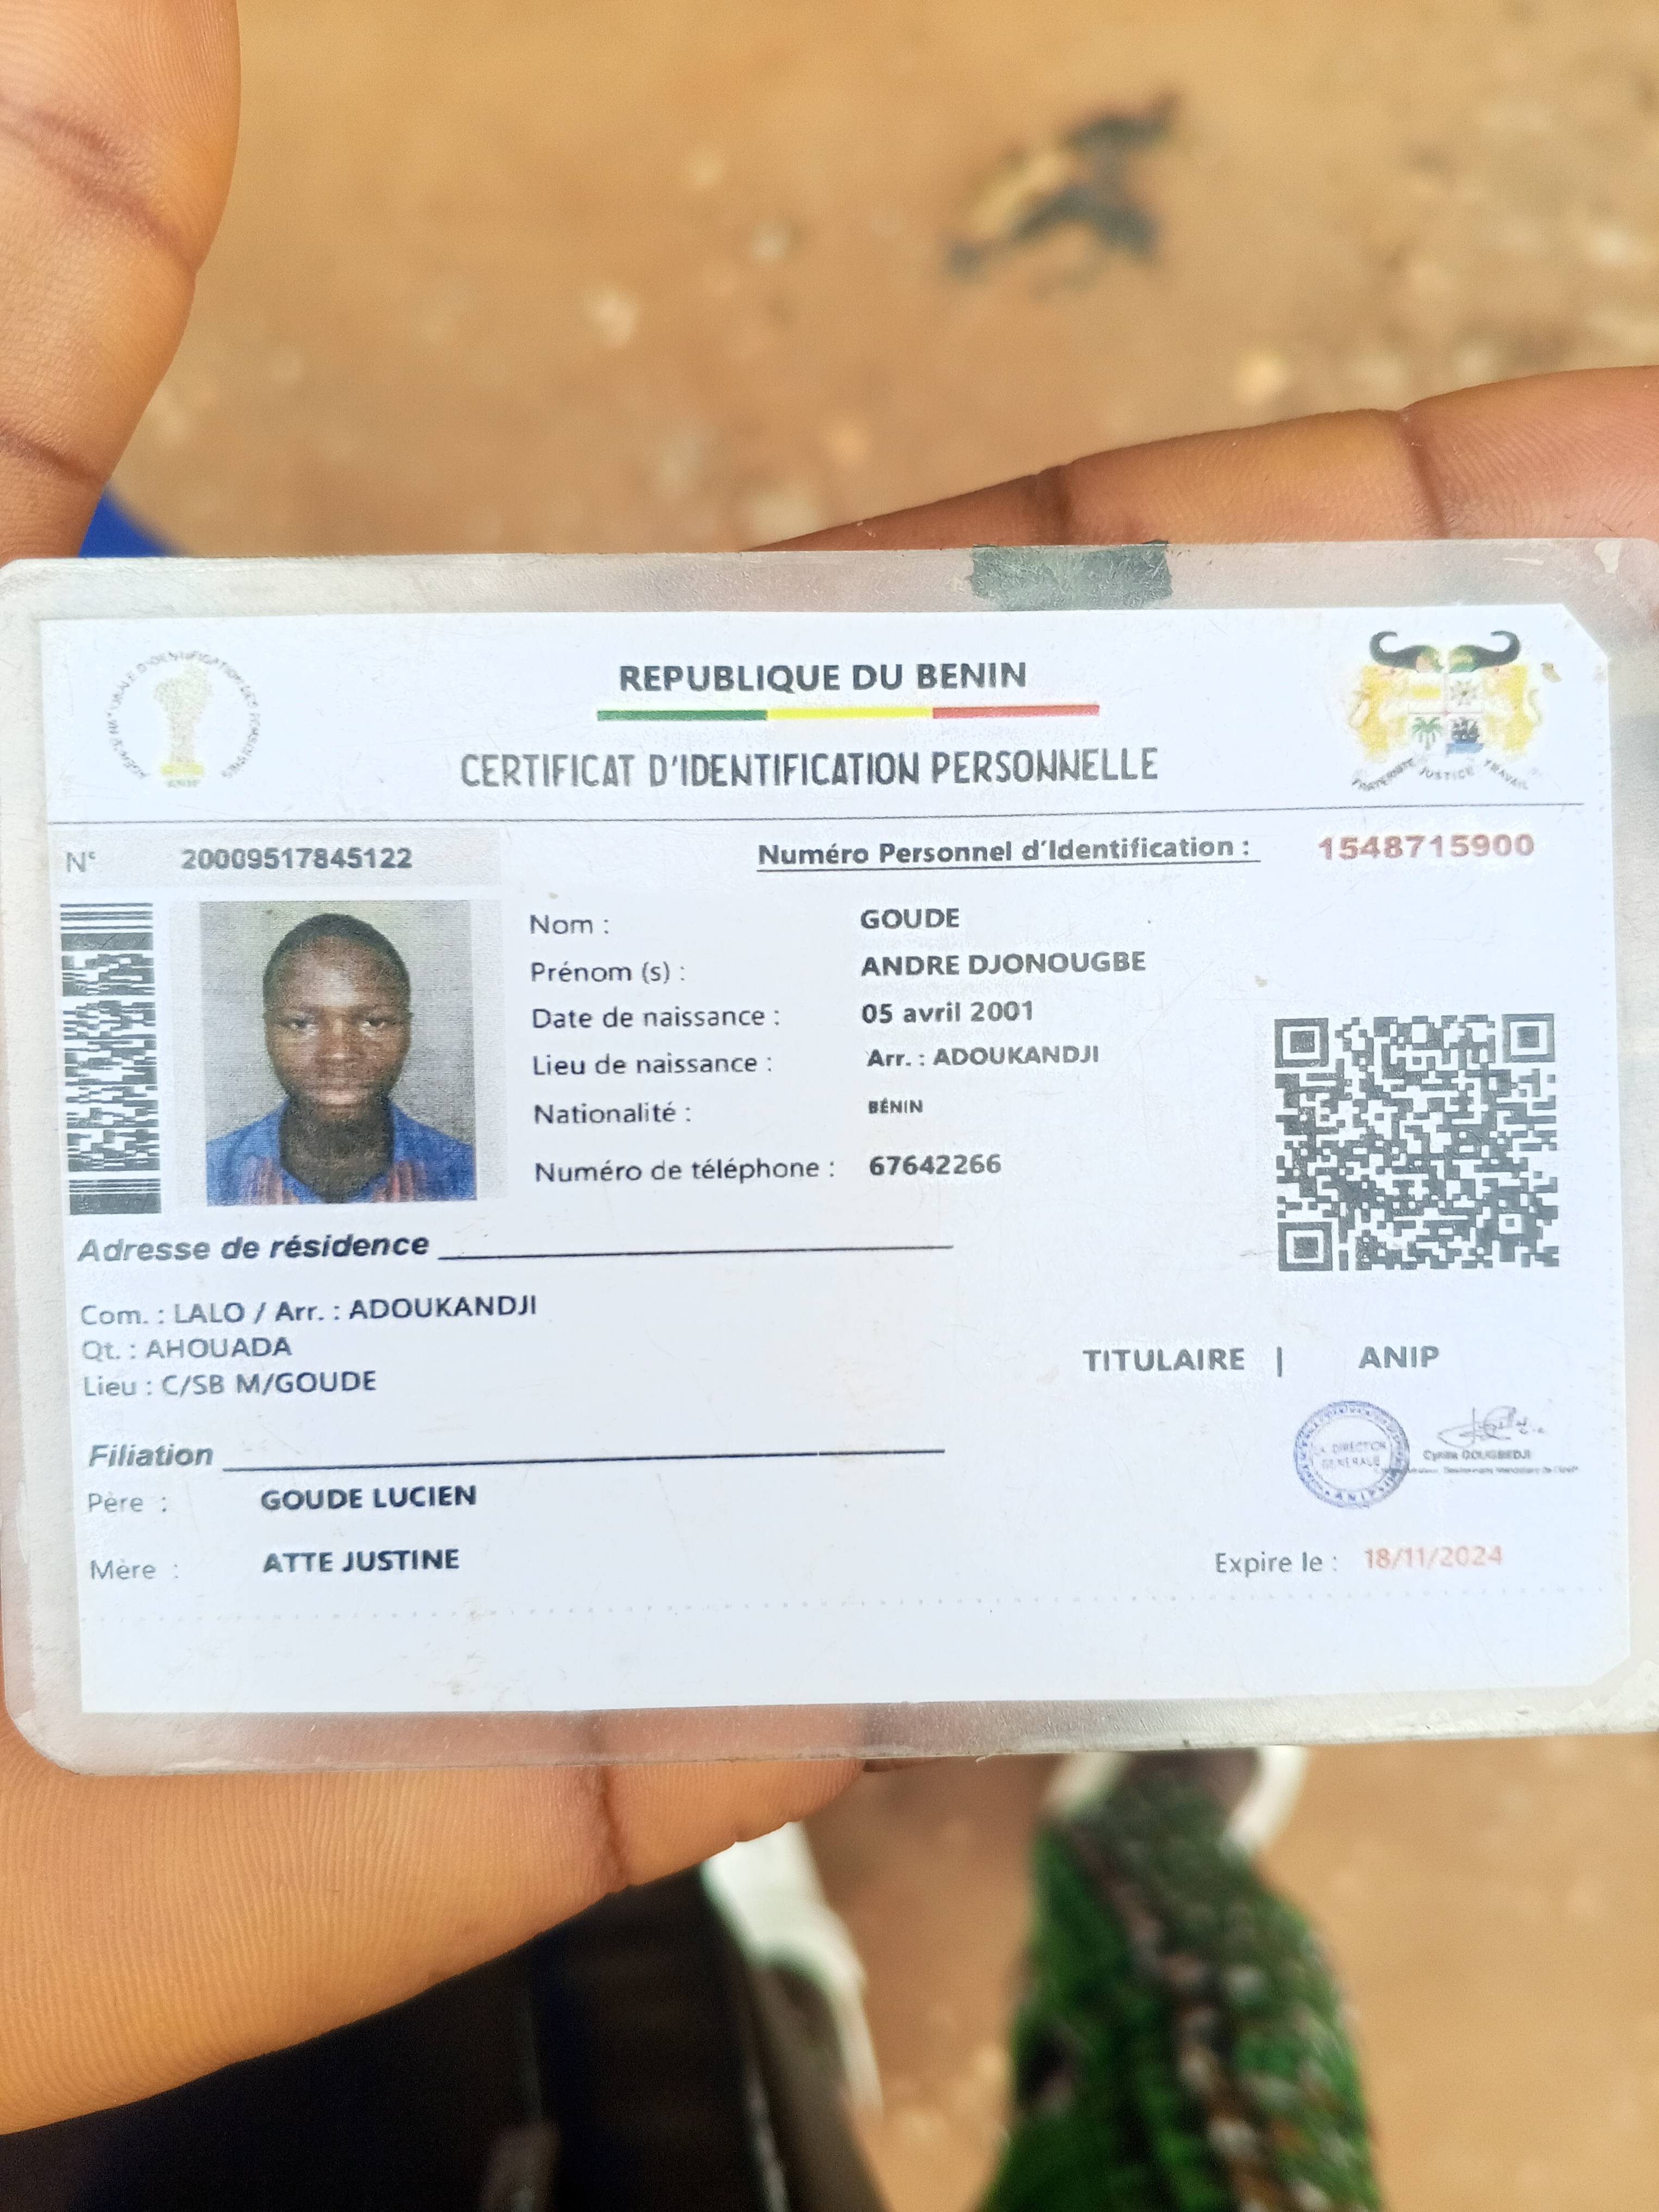 AGENCE NATIONALE D'IDENTIFICATION DES PERSONNES
ANIP
REPUBLIQUE DU BENIN
CERTIFICAT D'IDENTIFICATION PERSONNELLE
FRATERNITE JUSTICE TRAVAIL
N° 20009517845122
Numéro Personnel d'Identification : 1548715900
Nom : GOUDE
Prénom (s) : ANDRE DJONOUGBE
Date de naissance : 05 avril 2001
Lieu de naissance : Arr. : ADOUKANDJI
Nationalité : BÉNIN
Numéro de téléphone : 67642266
Adresse de résidence
Com. : LALO / Arr. : ADOUKANDJI
Qt. : AHOUADA
Lieu : C/SB M/GOUDE
TITULAIRE | ANIP
LA DIRECTION
GENERALE
ANIP
Cyrille GOUGBEDJI
Filiation
Père : GOUDE LUCIEN
Mère : ATTE JUSTINE
Expire le : 18/11/2024